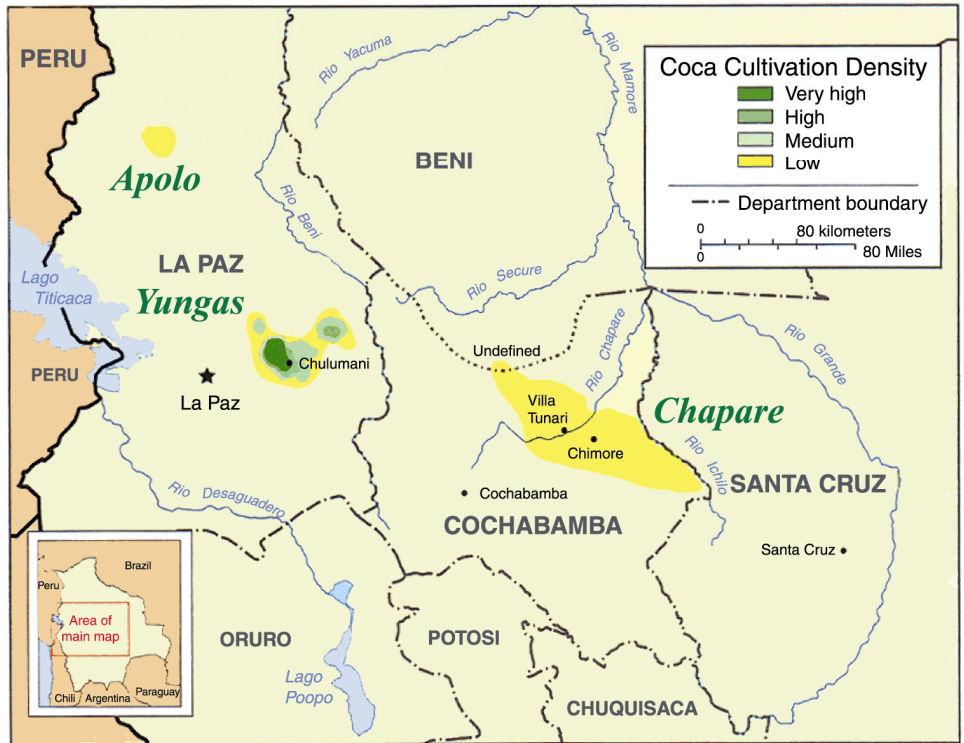 PERU
Rio Yacuma
Rio Mamore
Coca Cultivation Density
Very high
High
Medium
Low
Department boundary
0 80 kilometers
0 80 Miles
Apolo
BENI
Rio Beni
LA PAZ
Lago
Titicaca
Yungas
Rio Secure
PERU
Chulumani
La Paz
Undefined
Rio Chapare
Rio Grande
Villa
Tunari
Chapare
Chimore
Rio Ichilo
SANTA CRUZ
Rio Desaguadero
Cochabamba
COCHABAMBA
Santa Cruz
Brazil
Peru
Area of
main map
Chili
Argentina
Paraguay
ORURO
POTOSI
Lago
Poopo
CHUQUISACA